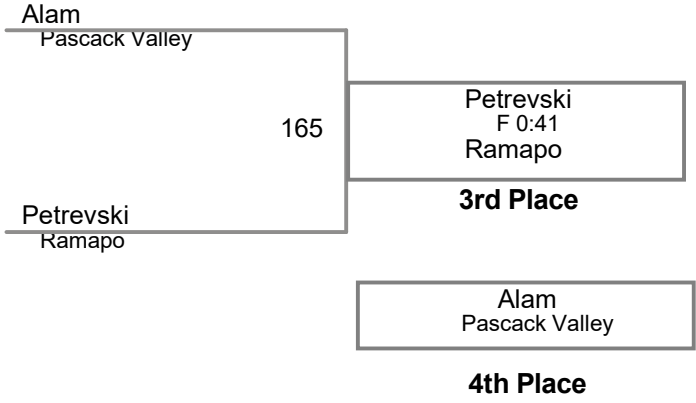 Alam
Pascack Valley
165
Petrevski
F 0:41
Ramapo
3rd Place
Petrevski
Ramapo
Alam
Pascack Valley
4th Place